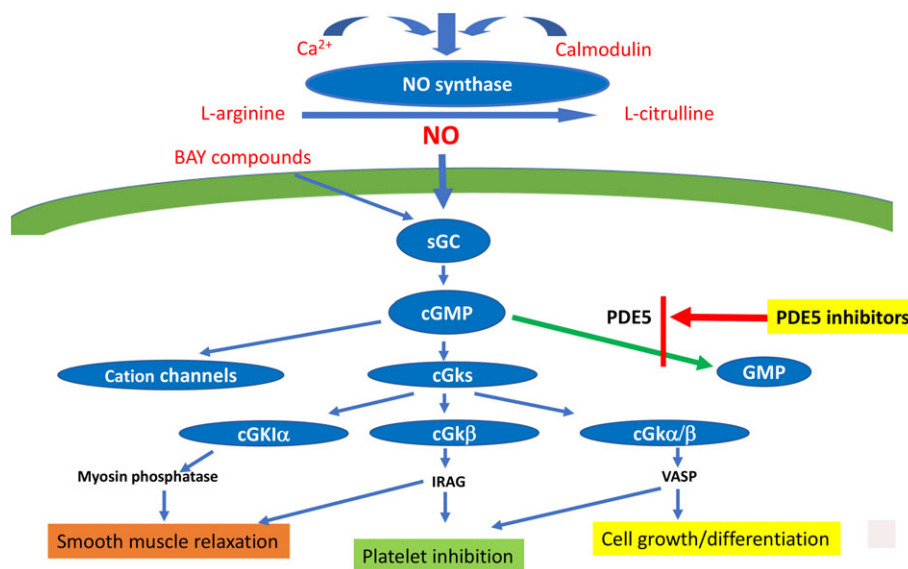 Ca²⁺
Calmodulin
NO synthase
L-arginine
L-citrulline
NO
BAY compounds
sGC
cGMP
PDE5
PDE5 inhibitors
Cation channels
cGks
GMP
cGKIα
cGkβ
cGkα/β
Myosin phosphatase
IRAG
VASP
Smooth muscle relaxation
Platelet inhibition
Cell growth/differentiation